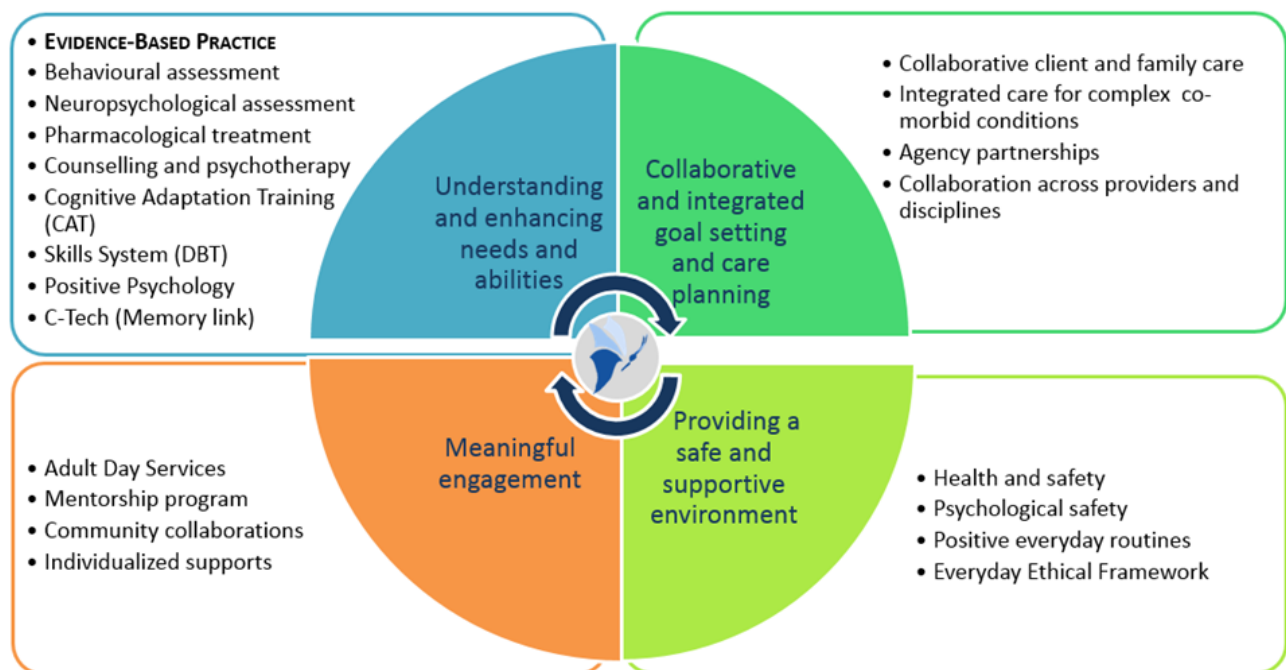 • EVIDENCE-BASED PRACTICE
• Behavioural assessment
• Neuropsychological assessment
• Pharmacological treatment
• Counselling and psychotherapy
• Cognitive Adaptation Training
(CAT)
• Skills System (DBT)
• Positive Psychology
• C-Tech (Memory link)
Understanding
and enhancing
needs and
abilities
Collaborative
and integrated
goal setting
and care
planning
• Collaborative client and family care
• Integrated care for complex co-
morbid conditions
• Agency partnerships
• Collaboration across providers and
disciplines
• Adult Day Services
• Mentorship program
• Community collaborations
• Individualized supports
Meaningful
engagement
Providing a
safe and
supportive
environment
• Health and safety
• Psychological safety
• Positive everyday routines
• Everyday Ethical Framework